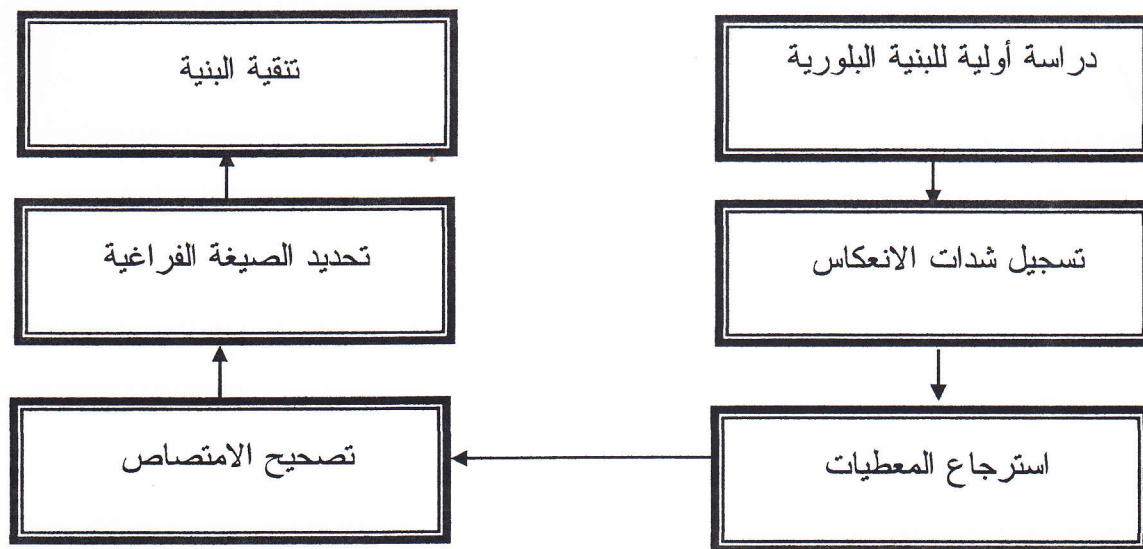 دراسة أولية للبنية البلورية
تسجيل شدات الانعكاس
استرجاع المعطيات
تصحيح الامتصاص
تحديد الصيغة الفراغية
تنقية البنية